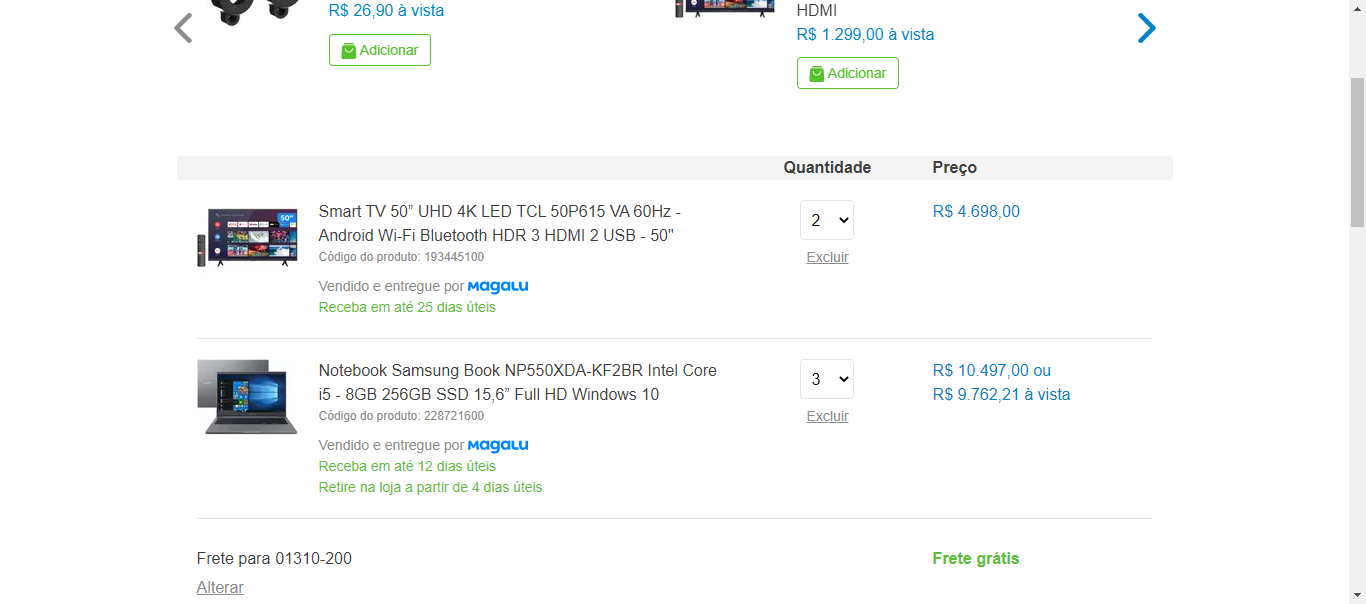 R$ 26,90 à vista
Adicionar
HDMI
R$ 1.299,00 à vista
Adicionar
Quantidade Preço
Smart TV 50” UHD 4K LED TCL 50P615 VA 60Hz -
Android Wi-Fi Bluetooth HDR 3 HDMI 2 USB - 50"
Código do produto: 193445100
Vendido e entregue por Magalu
Receba em até 25 dias úteis
50"
2
Excluir
R$ 4.698,00
Notebook Samsung Book NP550XDA-KF2BR Intel Core
i5 - 8GB 256GB SSD 15,6” Full HD Windows 10
Código do produto: 228721600
Vendido e entregue por Magalu
Receba em até 12 dias úteis
Retire na loja a partir de 4 dias úteis
3
Excluir
R$ 10.497,00 ou
R$ 9.762,21 à vista
Frete para 01310-200
Frete grátis
Alterar